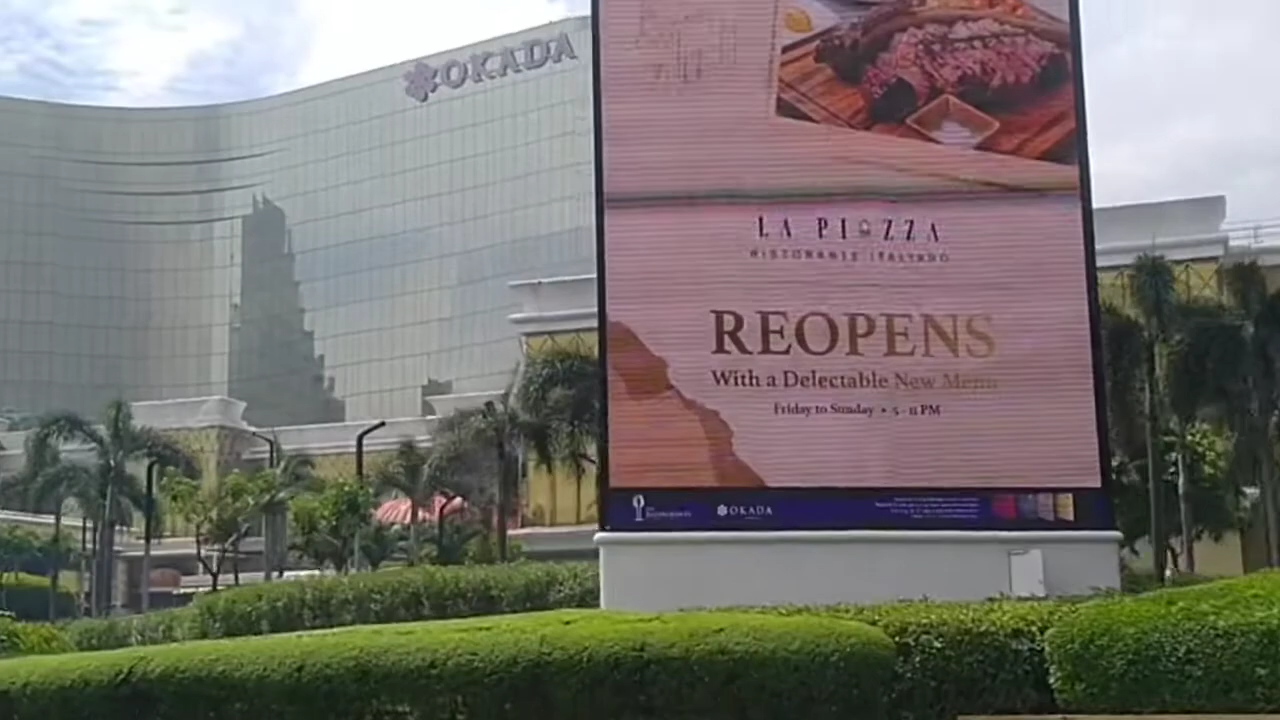 OKADA
LA PIAZZA
RISTORANTE ITALIANO
REOPENS
With a Delectable New Menu
Friday to Sunday • 5 - 11 PM
OKADA